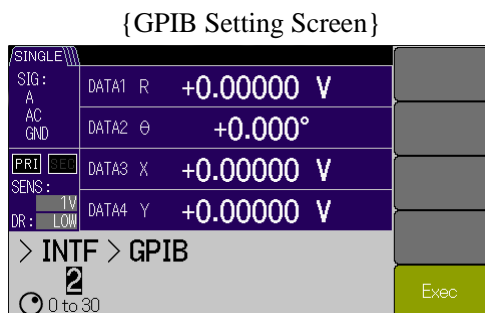 {GPIB Setting Screen}
SINGLE
SIG:
A
AC
GND
DATA1 R +0.00000 V
DATA2 θ +0.000°
PRI SEC
SENS:
1V
DR: LOW
DATA3 X +0.00000 V
DATA4 Y +0.00000 V
> INTF > GPIB
2
0 to 30
Exec